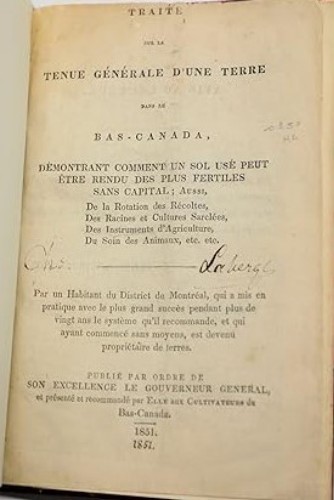 TRAITÉ
SUR LA
TENUE GÉNÉRALE D'UNE TERRE
DANS LE
BAS-CANADA,
DÉMONTRANT COMMENT UN SOL USÉ PEUT
ÊTRE RENDU DES PLUS FERTILES
SANS CAPITAL; AUSSI,
De la Rotation des Récoltes,
Des Racines et Cultures Sarclées,
Des Instruments d'Agriculture,
Du Soin des Animaux, etc. etc.
Laberge
Par un Habitant du District de Montréal, qui a mis en
pratique avec le plus grand succès pendant plus de
vingt ans le système qu'il recommande, et qui
ayant commencé sans moyens, est devenu
propriétaire de terres.
PUBLIÉ PAR ORDRE DE
SON EXCELLENCE LE GOUVERNEUR GENERAL,
et présenté et recommandé par ELLE aux CULTIVATEURS du
Bas-Canada.
1851.
1851.